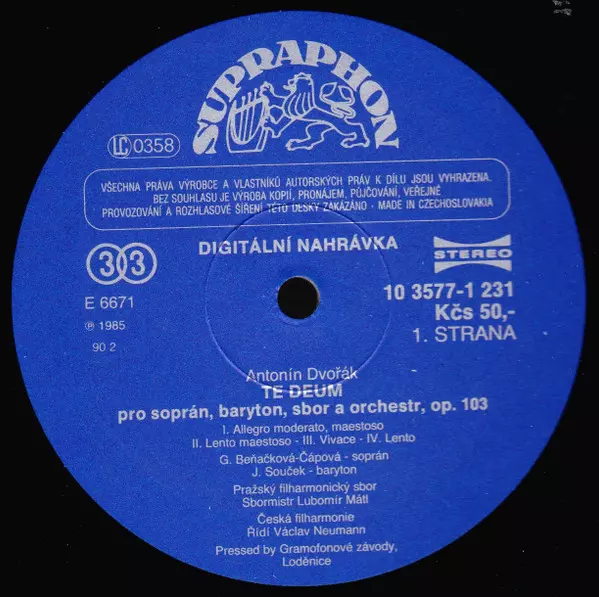 SUPRAPHON
LC 0358
VŠECHNA PRÁVA VÝROBCE A VLASTNÍKŮ AUTORSKÝCH PRÁV K DÍLU JSOU VYHRAZENA.
BEZ SOUHLASU JE VÝROBA KOPIÍ, PRONÁJEM, PŮJČOVÁNÍ, VEŘEJNÉ
PROVOZOVÁNÍ A ROZHLASOVÉ ŠÍŘENÍ TÉTO DESKY ZAKÁZÁNO · MADE IN CZECHOSLOVAKIA
DIGITÁLNÍ NAHRÁVKA
33
STEREO
E 6671
℗ 1985
90 2
10 3577-1 231
Kčs 50,-
1. STRANA
Antonín Dvořák
TE DEUM
pro soprán, baryton, sbor a orchestr, op. 103
I. Allegro moderato, maestoso
II. Lento maestoso - III. Vivace - IV. Lento
G. Beňačková-Čápová - soprán
J. Souček - baryton
Pražský filharmonický sbor
Sbormistr Lubomír Mátl
Česká filharmonie
Řídí Václav Neumann
Pressed by Gramofonové závody,
Loděnice